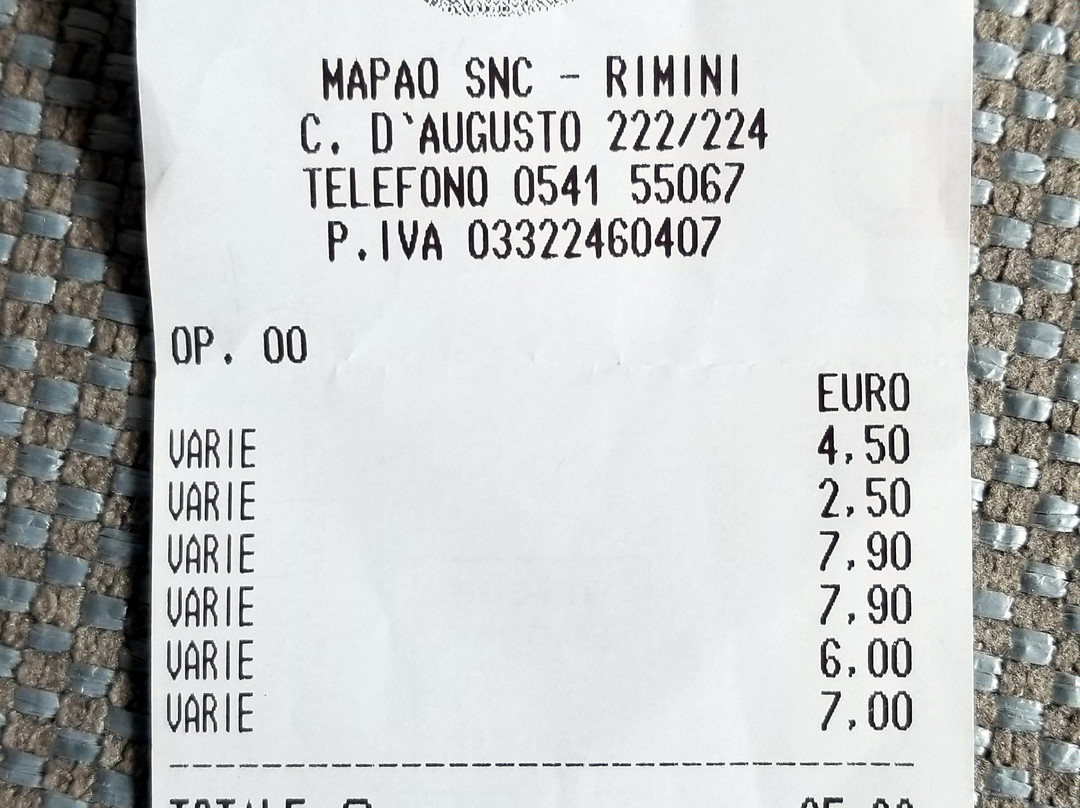 MAPAO SNC - RIMINI
C. D`AUGUSTO 222/224
TELEFONO 0541 55067
P.IVA 03322460407
OP. 00
EURO
VARIE 4,50
VARIE 2,50
VARIE 7,90
VARIE 7,90
VARIE 6,00
VARIE 7,00
TOTALE